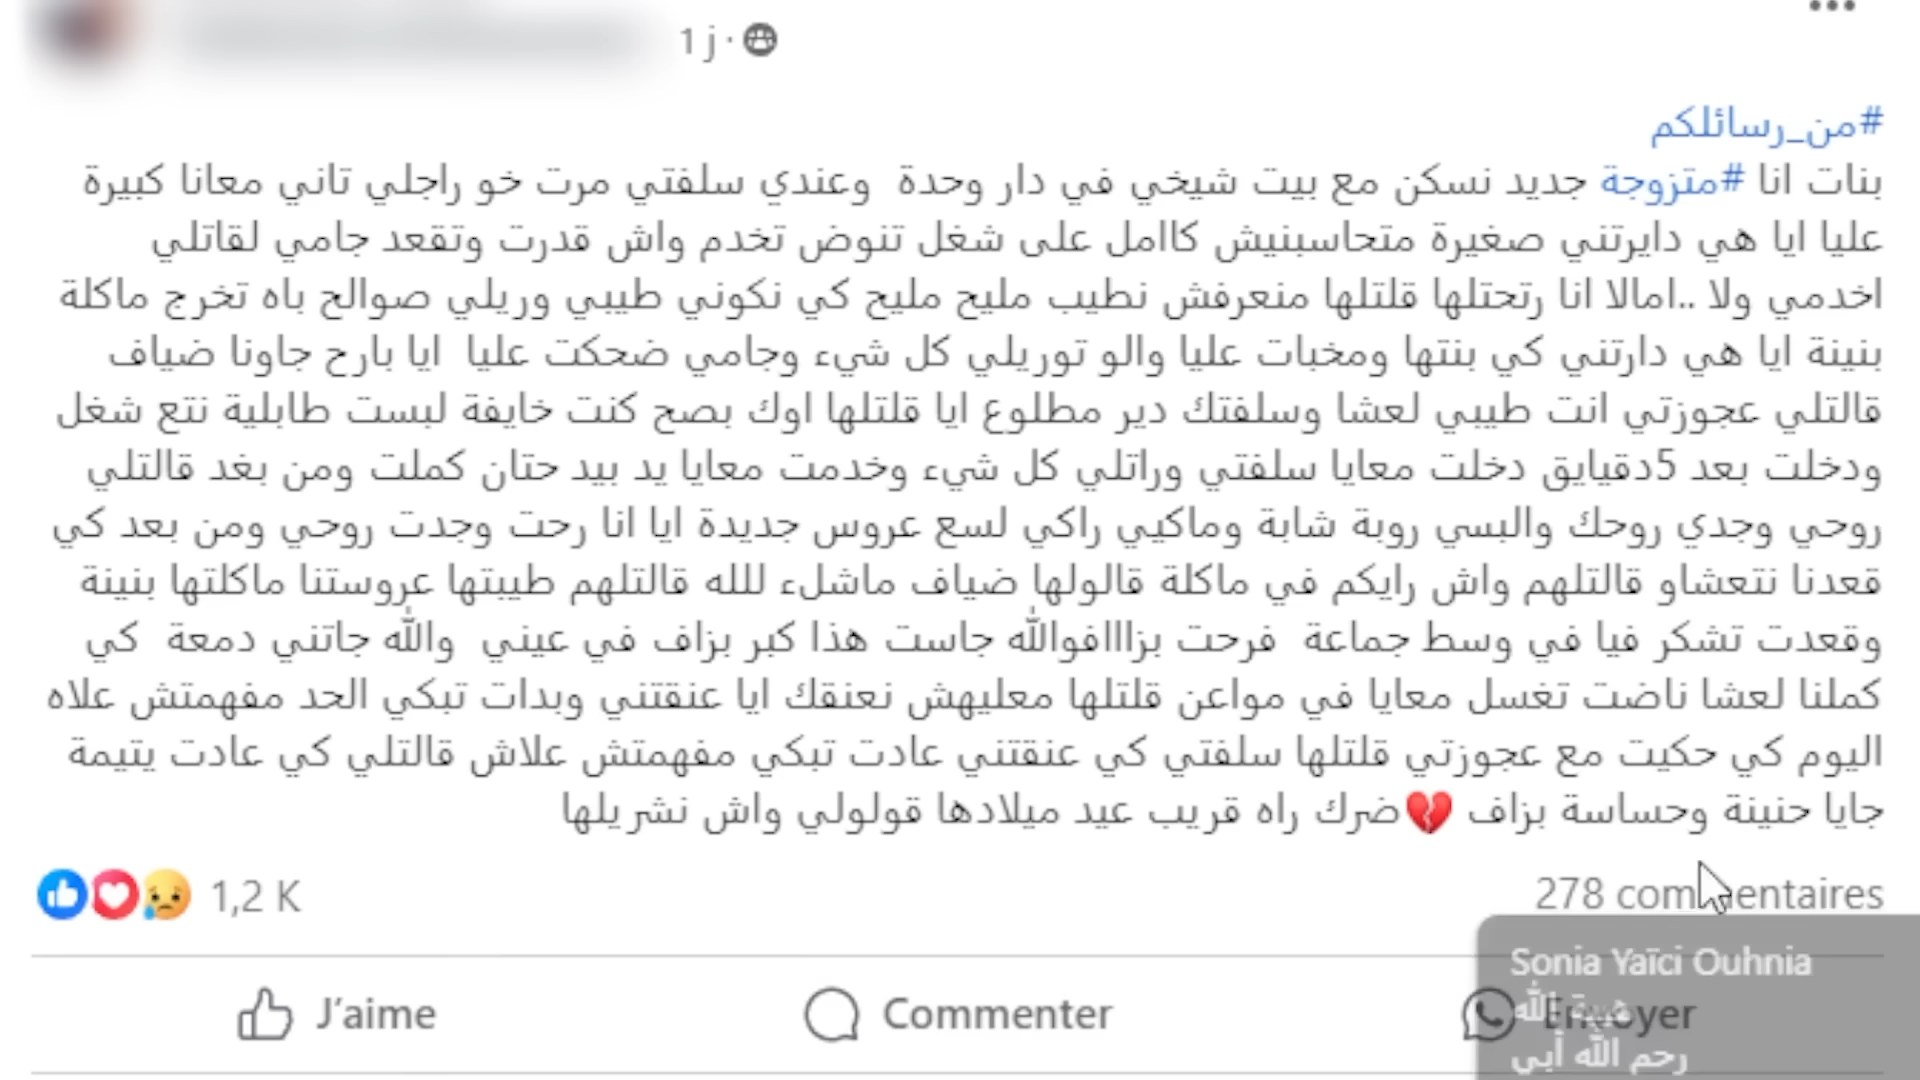 1 j ·
#من_رسائلكم
بنات انا #متزوجة جديد نسكن مع بيت شيخي في دار وحدة وعندي سلفتي مرت خو راجلي تاني معانا كبيرة
عليا ايا هي دايرتني صغيرة متحاسبنيش كاامل على شغل تنوض تخدم واش قدرت وتقعد جامي لقاتلي
اخدمي ولا ..امالا انا رتحتلها قلتلها منعرفش نطيب مليح مليح كي نكوني طيبي وريلي صوالح باه تخرج ماكلة
بنينة ايا هي دارتني كي بنتها ومخبات عليا والو توريلي كل شيء وجامي ضحكت عليا ايا بارح جاونا ضياف
قالتلي عجوزتي انت طيبي لعشا وسلفتك دير مطلوع ايا قلتلها اوك بصح كنت خايفة لبست طابلية نتع شغل
ودخلت بعد 5دقيايق دخلت معايا سلفتي وراتلي كل شيء وخدمت معايا يد بيد حتان كملت ومن بغد قالتلي
روحي وجدي روحك والبسي روبة شابة وماكيي راكي لسع عروس جديدة ايا انا رحت وجدت روحي ومن بعد كي
قعدنا نتعشاو قالتلهم واش رايكم في ماكلة قالولها ضياف ماشلء لللە قالتلهم طيبتها عروستنا ماكلتها بنينة
وقعدت تشكر فيا في وسط جماعة فرحت بزااافوالله جاست هذا كبر بزاف في عيني والله جاتني دمعة كي
كملنا لعشا ناضت تغسل معايا في مواعن قلتلها معليهش نعنقك ايا عنقتني وبدات تبكي الحد مفهمتش علاه
اليوم كي حكيت مع عجوزتي قلتلها سلفتي كي عنقتني عادت تبكي مفهمتش علاش قالتلي كي عادت يتيمة
جايا حنينة وحساسة بزاف 💔ضرك راه قريب عيد ميلادها قولولي واش نشريلها
1,2 K
278 commentaires
J'aime
Commenter
Envoyer
Sonia Yaïci Ouhnia
هبة الله
رحم الله أبي